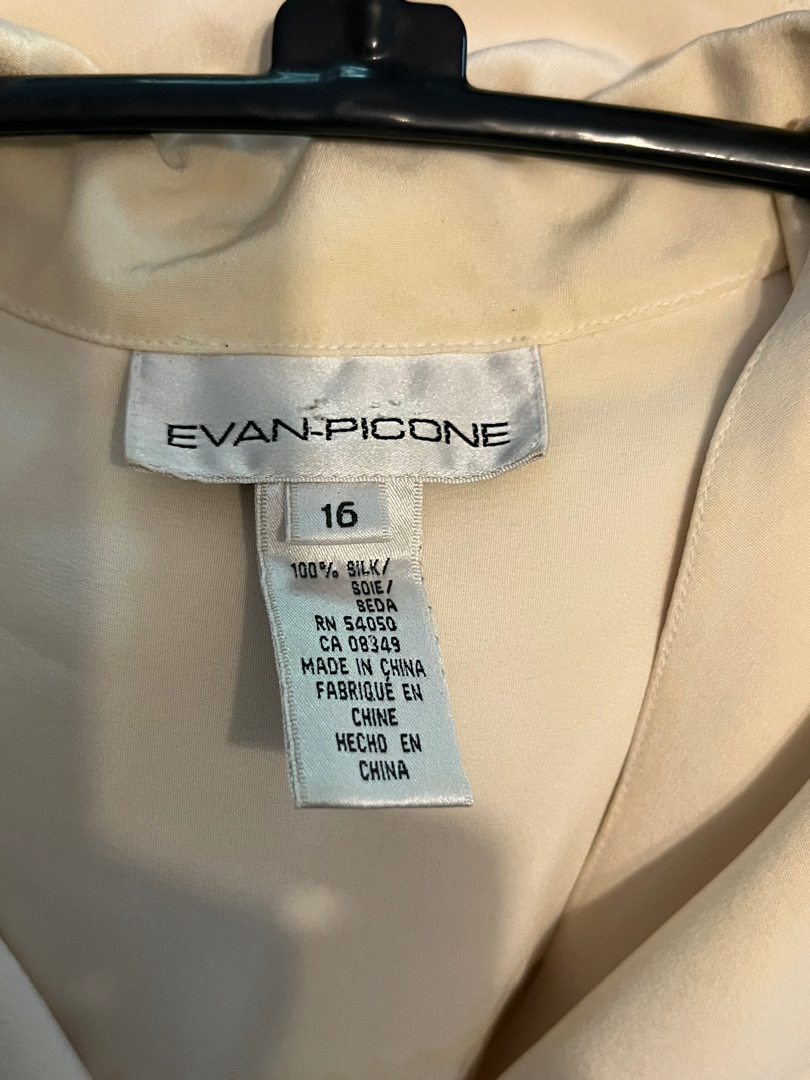 EVAN-PICONE
16
100% SILK/
SOIE/
SEDA
RN 54050
CA 08349
MADE IN CHINA
FABRIQUÉ EN
CHINE
HECHO EN
CHINA